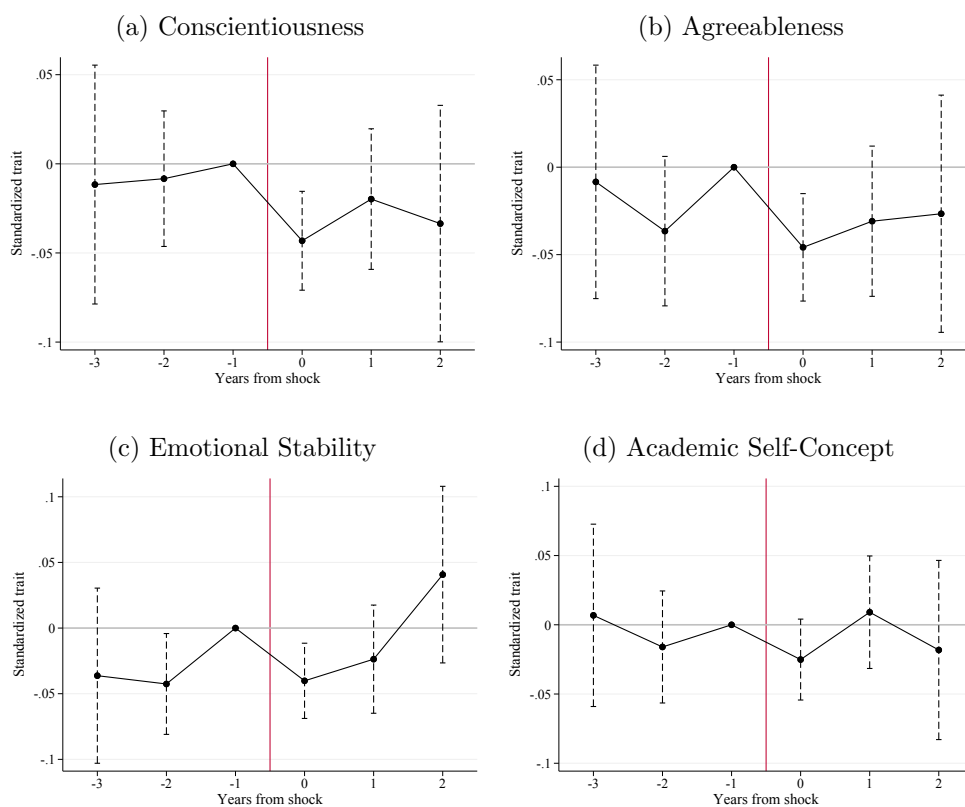 (a) Conscientiousness
Standardized trait
.05
0
-.05
-.1
-3 -2 -1 0 1 2
Years from shock
(b) Agreeableness
Standardized trait
.05
0
-.05
-.1
-3 -2 -1 0 1 2
Years from shock
(c) Emotional Stability
Standardized trait
.1
.05
0
-.05
-.1
-3 -2 -1 0 1 2
Years from shock
(d) Academic Self-Concept
Standardized trait
.1
.05
0
-.05
-.1
-3 -2 -1 0 1 2
Years from shock